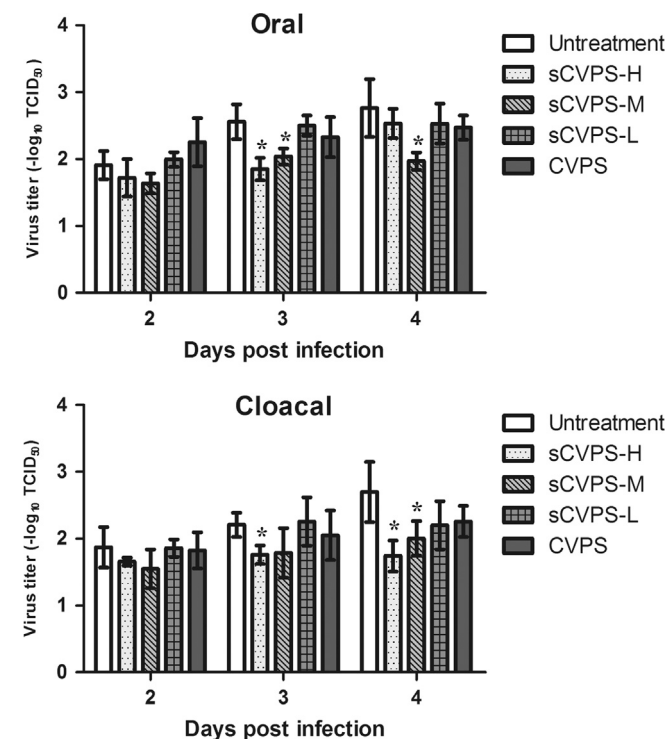 Oral
Virus titer (-log₁₀ TCID₅₀)
4
3
2
1
0
* * *
2 3 4
Days post infection
Untreatment
sCVPS-H
sCVPS-M
sCVPS-L
CVPS
Cloacal
Virus titer (-log₁₀ TCID₅₀)
4
3
2
1
0
* * *
2 3 4
Days post infection
Untreatment
sCVPS-H
sCVPS-M
sCVPS-L
CVPS